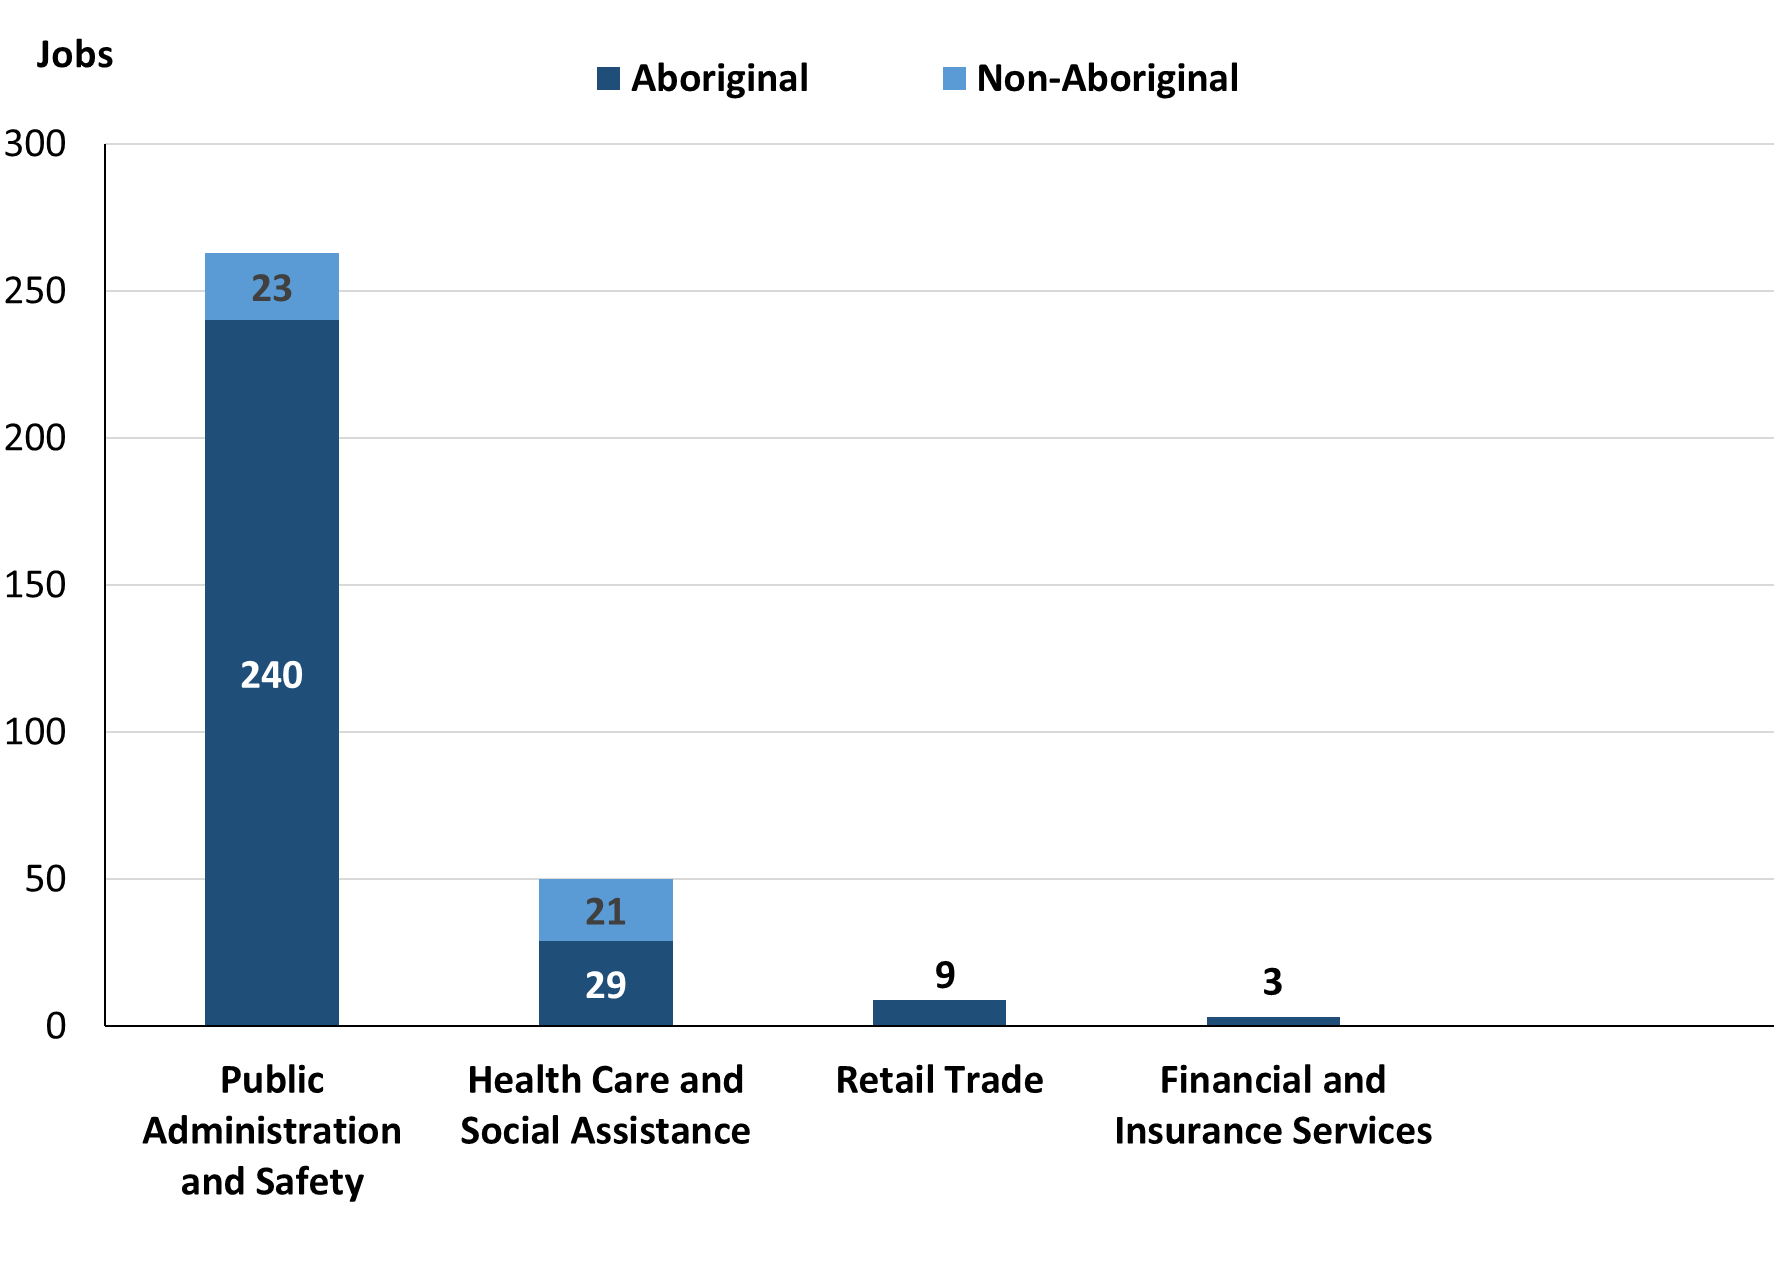 Jobs
Aboriginal
Non-Aboriginal
300
250
200
150
100
50
0
23
240
21
29
9
3
Public
Administration
and Safety
Health Care and
Social Assistance
Retail Trade
Financial and
Insurance Services